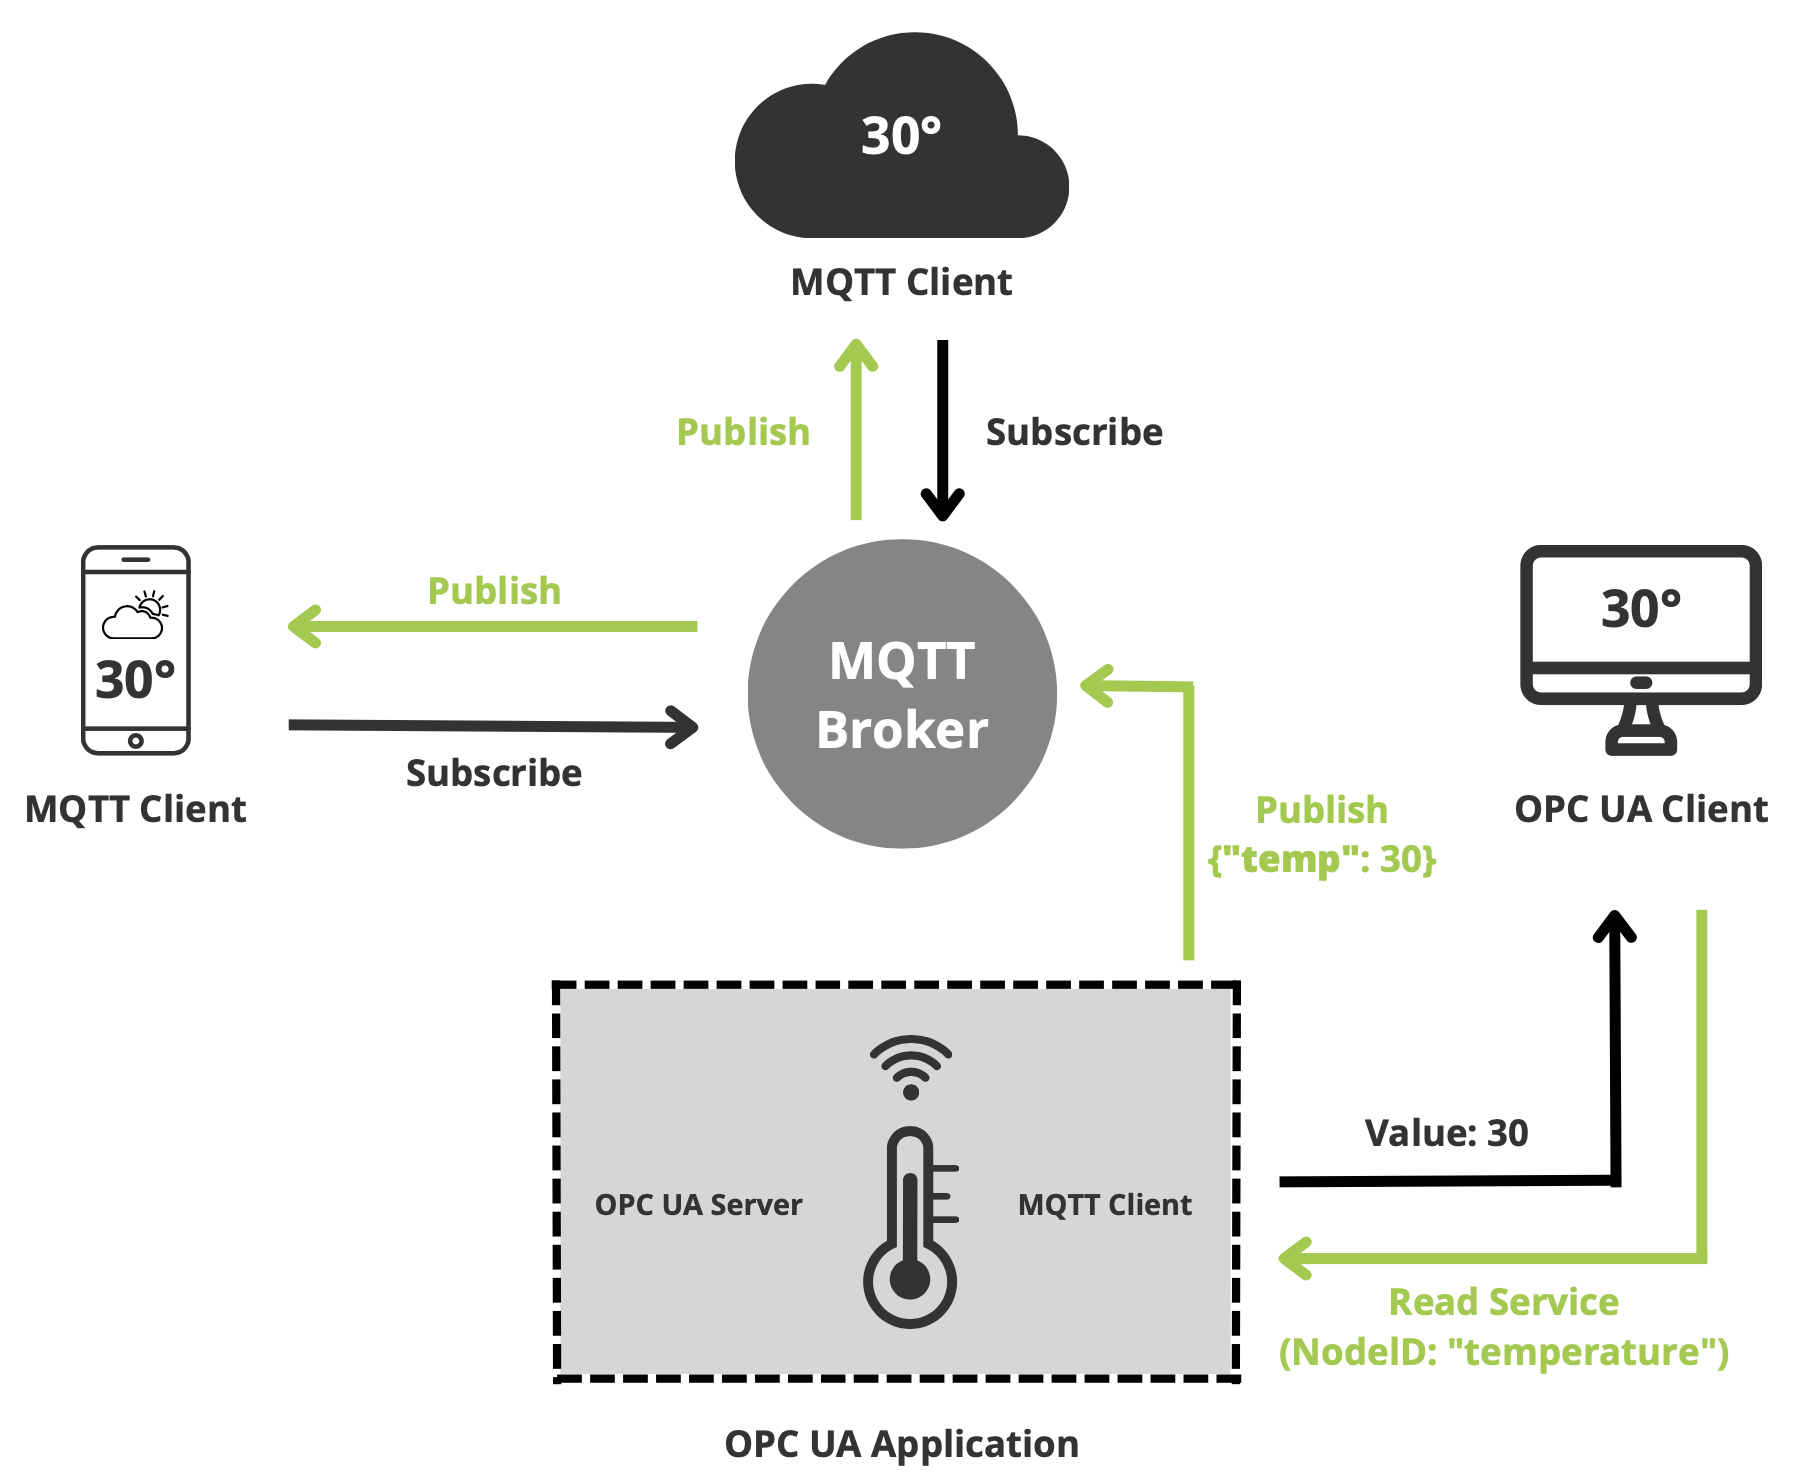 30°
MQTT Client
Publish
Subscribe
Publish
30°
MQTT Client
Subscribe
MQTT
Broker
30°
OPC UA Client
Publish
{"temp": 30}
OPC UA Server
MQTT Client
Value: 30
Read Service
(NodeID: "temperature")
OPC UA Application